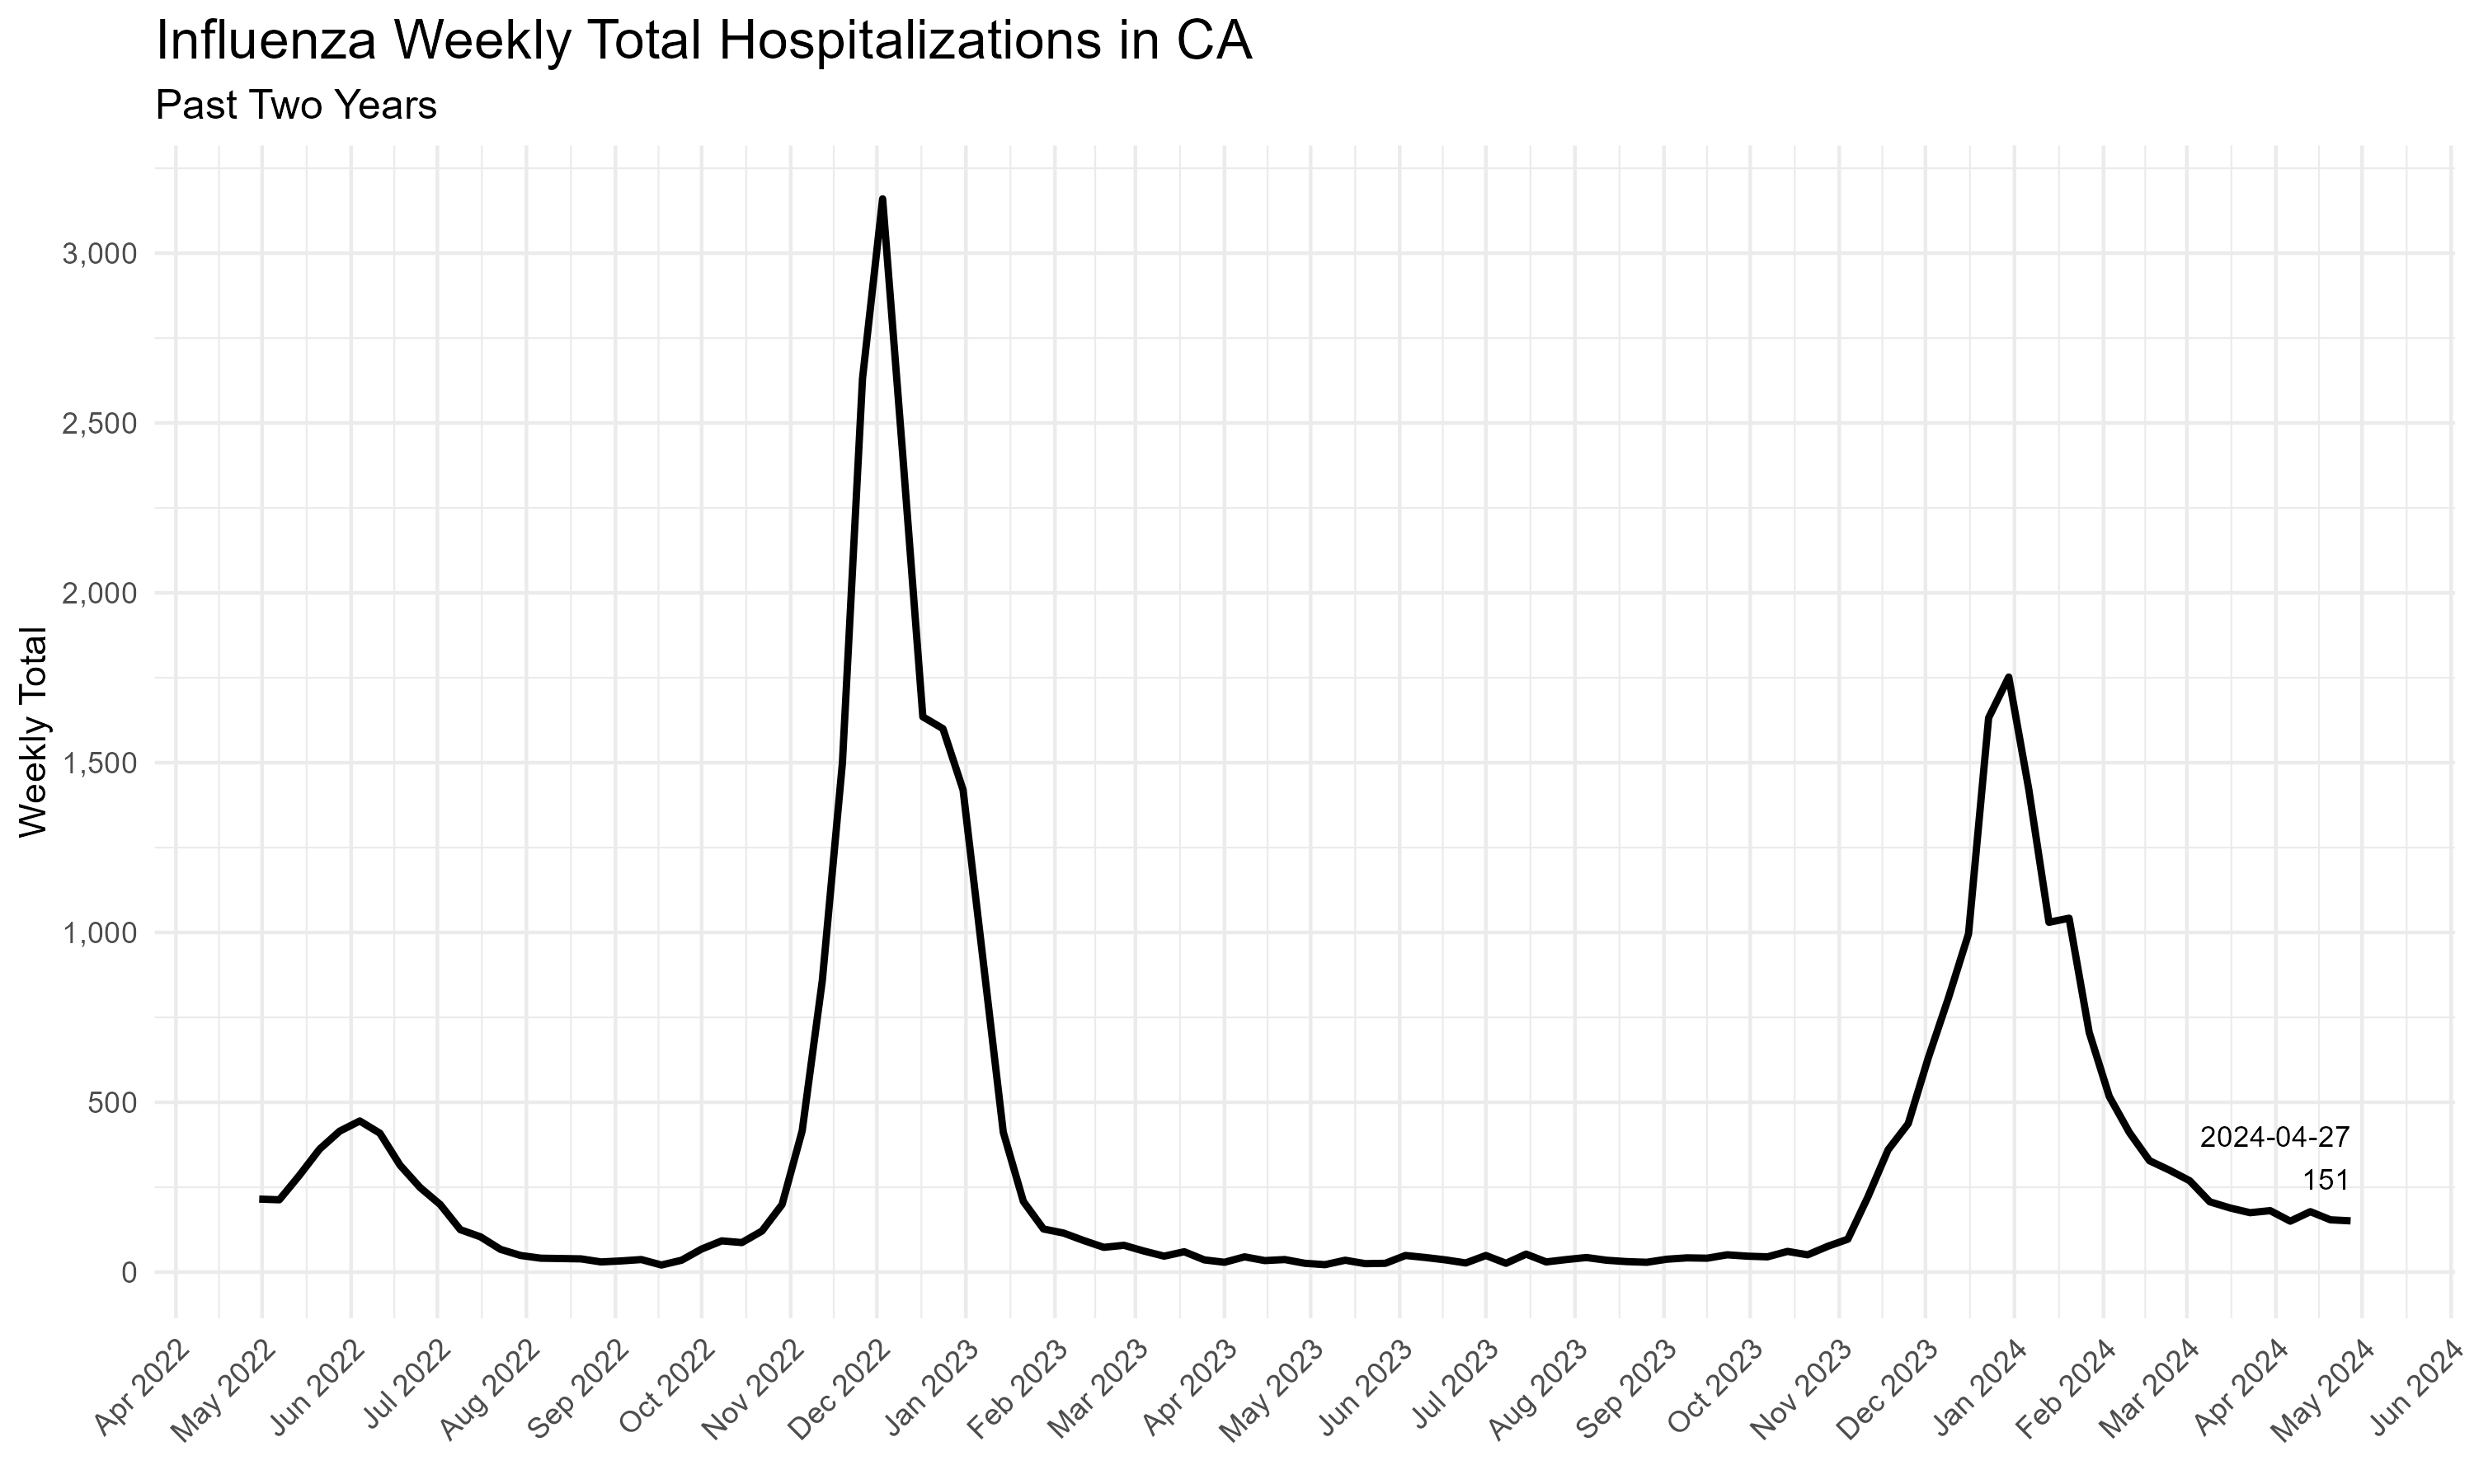 Influenza Weekly Total Hospitalizations in CA
Past Two Years
Weekly Total
3,000
2,500
2,000
1,500
1,000
500
0
2024-04-27
151
Apr 2022
May 2022
Jun 2022
Jul 2022
Aug 2022
Sep 2022
Oct 2022
Nov 2022
Dec 2022
Jan 2023
Feb 2023
Mar 2023
Apr 2023
May 2023
Jun 2023
Jul 2023
Aug 2023
Sep 2023
Oct 2023
Nov 2023
Dec 2023
Jan 2024
Feb 2024
Mar 2024
Apr 2024
May 2024
Jun 2024